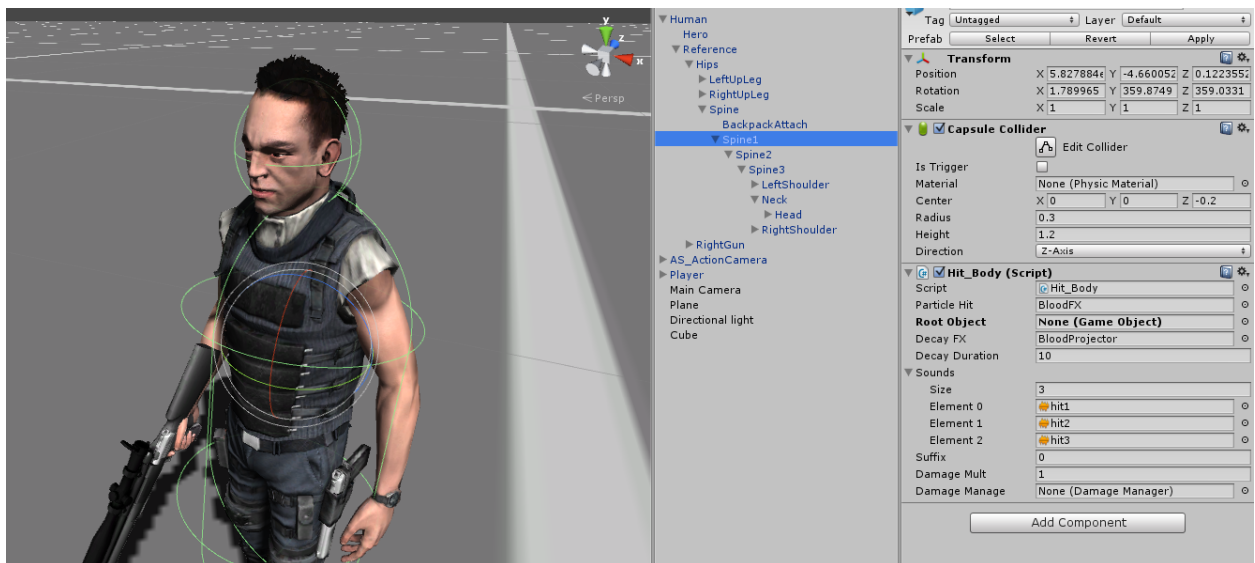 y
z
x
Persp
Human
Hero
Reference
Hips
LeftUpLeg
RightUpLeg
Spine
BackpackAttach
Spine1
Spine2
Spine3
LeftShoulder
Neck
Head
RightShoulder
RightGun
AS_ActionCamera
Player
Main Camera
Plane
Directional light
Cube
Tag Untagged Layer Default
Prefab Select Revert Apply
Transform
Position X 5.827884e Y -4.660052 Z 0.1223552
Rotation X 1.789965 Y 359.8749 Z 359.0331
Scale X 1 Y 1 Z 1
Capsule Collider
Edit Collider
Is Trigger
Material None (Physic Material)
Center X 0 Y 0 Z -0.2
Radius 0.3
Height 1.2
Direction Z-Axis
Hit_Body (Script)
Script Hit_Body
Particle Hit BloodFX
Root Object None (Game Object)
Decay FX BloodProjector
Decay Duration 10
Sounds
Size 3
Element 0 hit1
Element 1 hit2
Element 2 hit3
Suffix 0
Damage Mult 1
Damage Manage None (Damage Manager)
Add Component